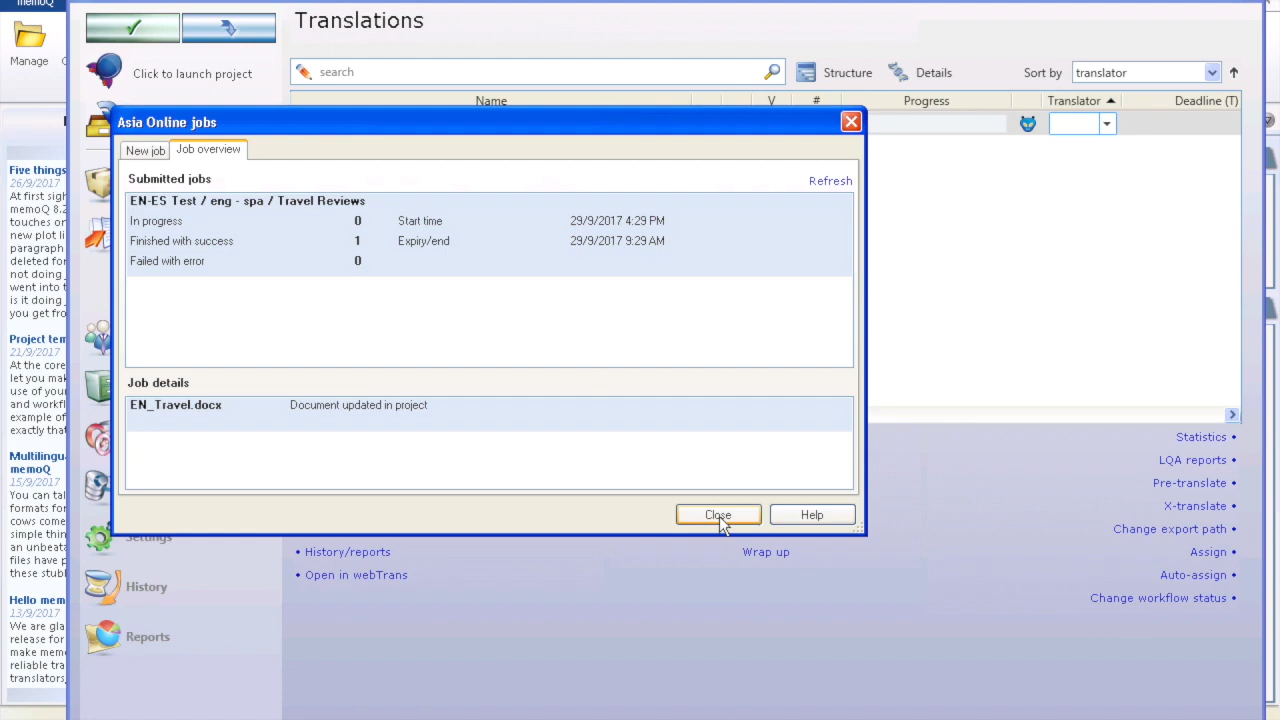 memoQ
Translations
Manage
Click to launch project
search
Structure
Details
Sort by
translator
Name
V
#
Progress
Translator
Deadline (T)
Asia Online jobs
New job
Job overview
Submitted jobs
Refresh
EN-ES Test / eng - spa / Travel Reviews
In progress 0 Start time 29/9/2017 4:29 PM
Finished with success 1 Expiry/end 29/9/2017 9:29 AM
Failed with error 0
Job details
EN_Travel.docx Document updated in project
Close
Help
Five things
26/9/2017
At first sigh
memoQ 8.2
touches on
new plot li
paragraph
deleted for
not doing
went into t
is it doing
you get fro
Project tem
21/9/2017
At the core
let you mak
use of your
and workfl
example of
exactly that
Multilingu
memoQ
15/9/2017
You can tal
formats for
cows come
simple thin
an unbeata
files have p
these stubl
Hello mem
13/9/2017
We are gla
release for
make memo
reliable tra
translators,
Settings
History
Reports
• History/reports
• Open in webTrans
Wrap up
Statistics •
LQA reports •
Pre-translate •
X-translate •
Change export path •
Assign •
Auto-assign •
Change workflow status •